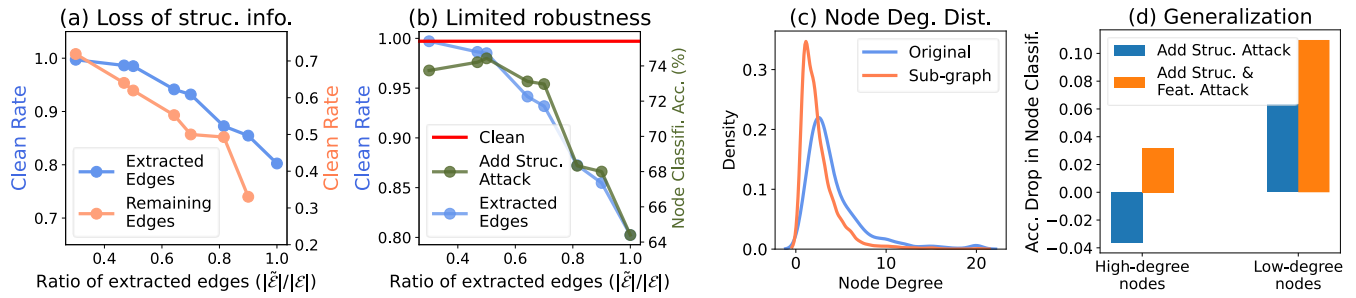 (a) Loss of struc. info.
Clean Rate
1.0
0.9
0.8
0.7
0.7
0.6
0.5
0.4
0.3
0.2
Clean Rate
Extracted
Edges
Remaining
Edges
0.4 0.6 0.8 1.0
Ratio of extracted edges (|Ẽ|/|E|)
(b) Limited robustness
Clean Rate
1.00
0.95
0.90
0.85
0.80
74
72
70
68
66
64
Node Classifi. Acc. (%)
Clean
Add Struc.
Attack
Extracted
Edges
0.4 0.6 0.8 1.0
Ratio of extracted edges (|Ẽ|/|E|)
(c) Node Deg. Dist.
Density
0.3
0.2
0.1
0.0
Original
Sub-graph
0 10 20
Node Degree
(d) Generalization
Acc. Drop in Node Classif.
0.10
0.08
0.06
0.04
0.02
0.00
−0.02
−0.04
Add Struc. Attack
Add Struc. &
Feat. Attack
High-degree
nodes
Low-degree
nodes